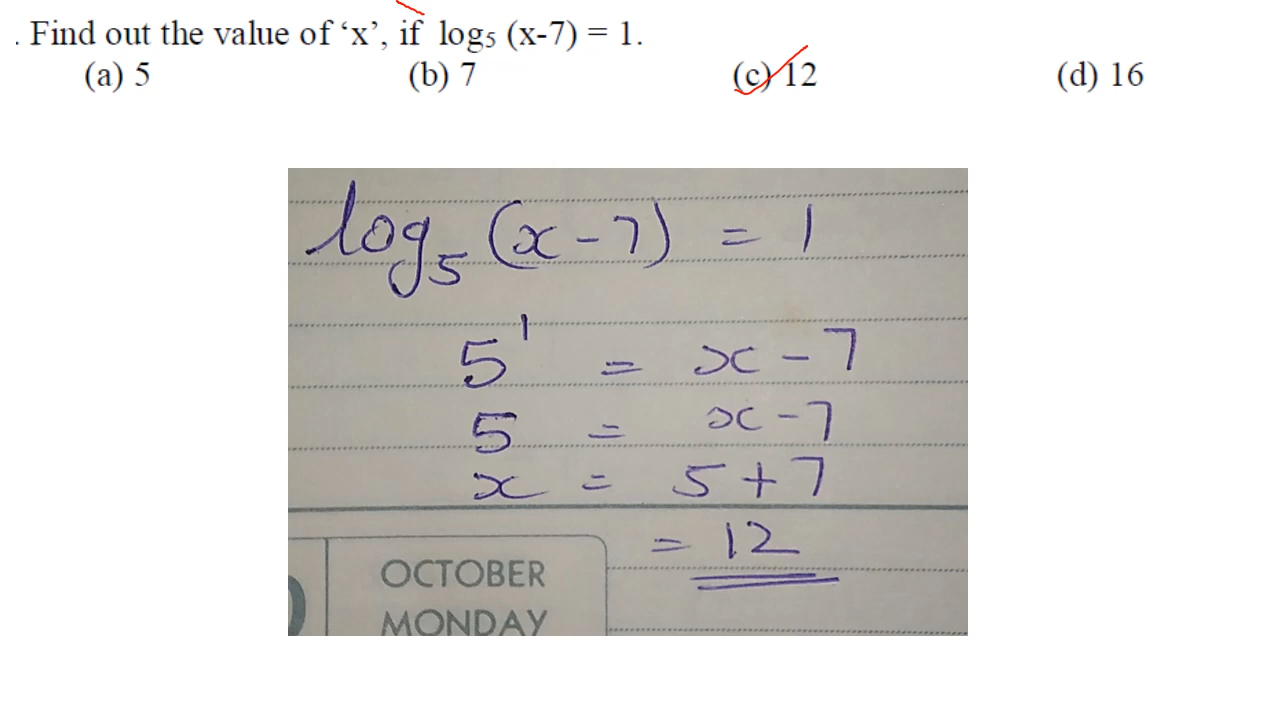 . Find out the value of ‘x’, if log₅ (x-7) = 1.
(a) 5 (b) 7 (c) 12 (d) 16
log₅ (x-7) = 1
5¹ = x-7
5 = x-7
x = 5+7
= 12
OCTOBER
MONDAY